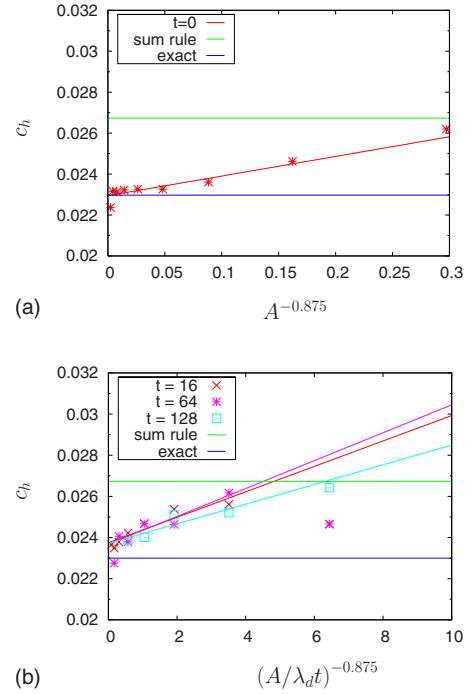 0.032
0.03
0.028
0.026
0.024
0.022
0.02
c_h
t=0
sum rule
exact
0 0.05 0.1 0.15 0.2 0.25 0.3
(a) A^{-0.875}
0.032
0.03
0.028
0.026
0.024
0.022
0.02
c_h
t = 16
t = 64
t = 128
sum rule
exact
0 2 4 6 8 10
(b) (A/λ_d t)^{-0.875}